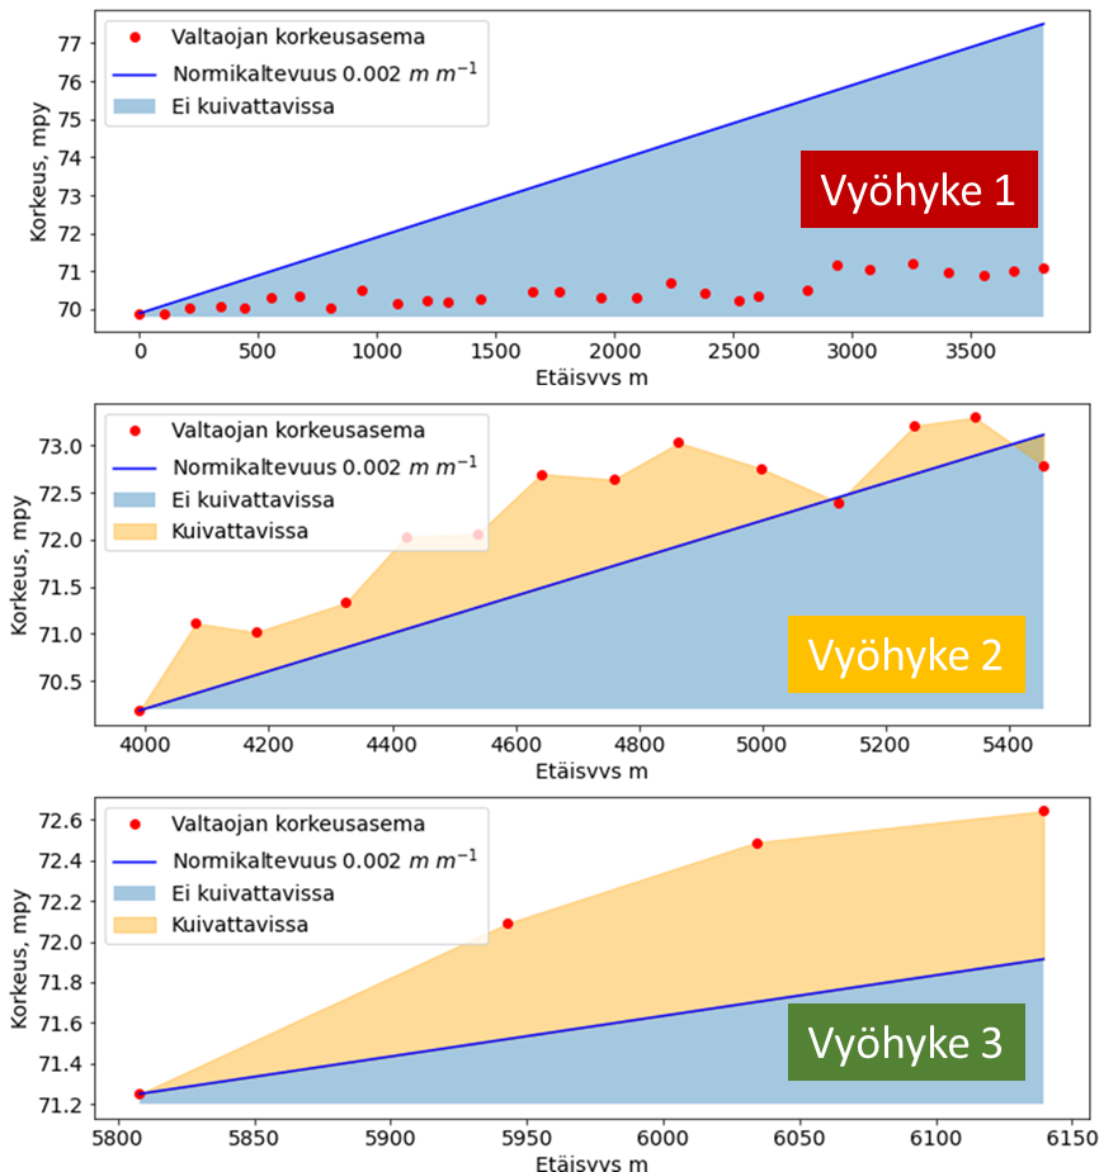 Valtaojan korkeusasema
Normikaltevuus 0.002 m m⁻¹
Ei kuivattavissa
Vyöhyke 1
Korkeus, mpy
77
76
75
74
73
72
71
70
0 500 1000 1500 2000 2500 3000 3500
Etäisvvs m
Valtaojan korkeusasema
Normikaltevuus 0.002 m m⁻¹
Ei kuivattavissa
Kuivattavissa
Vyöhyke 2
Korkeus, mpy
73.0
72.5
72.0
71.5
71.0
70.5
4000 4200 4400 4600 4800 5000 5200 5400
Etäisvvs m
Valtaojan korkeusasema
Normikaltevuus 0.002 m m⁻¹
Ei kuivattavissa
Kuivattavissa
Vyöhyke 3
Korkeus, mpy
72.6
72.4
72.2
72.0
71.8
71.6
71.4
71.2
5800 5850 5900 5950 6000 6050 6100 6150
Etäisvvs m